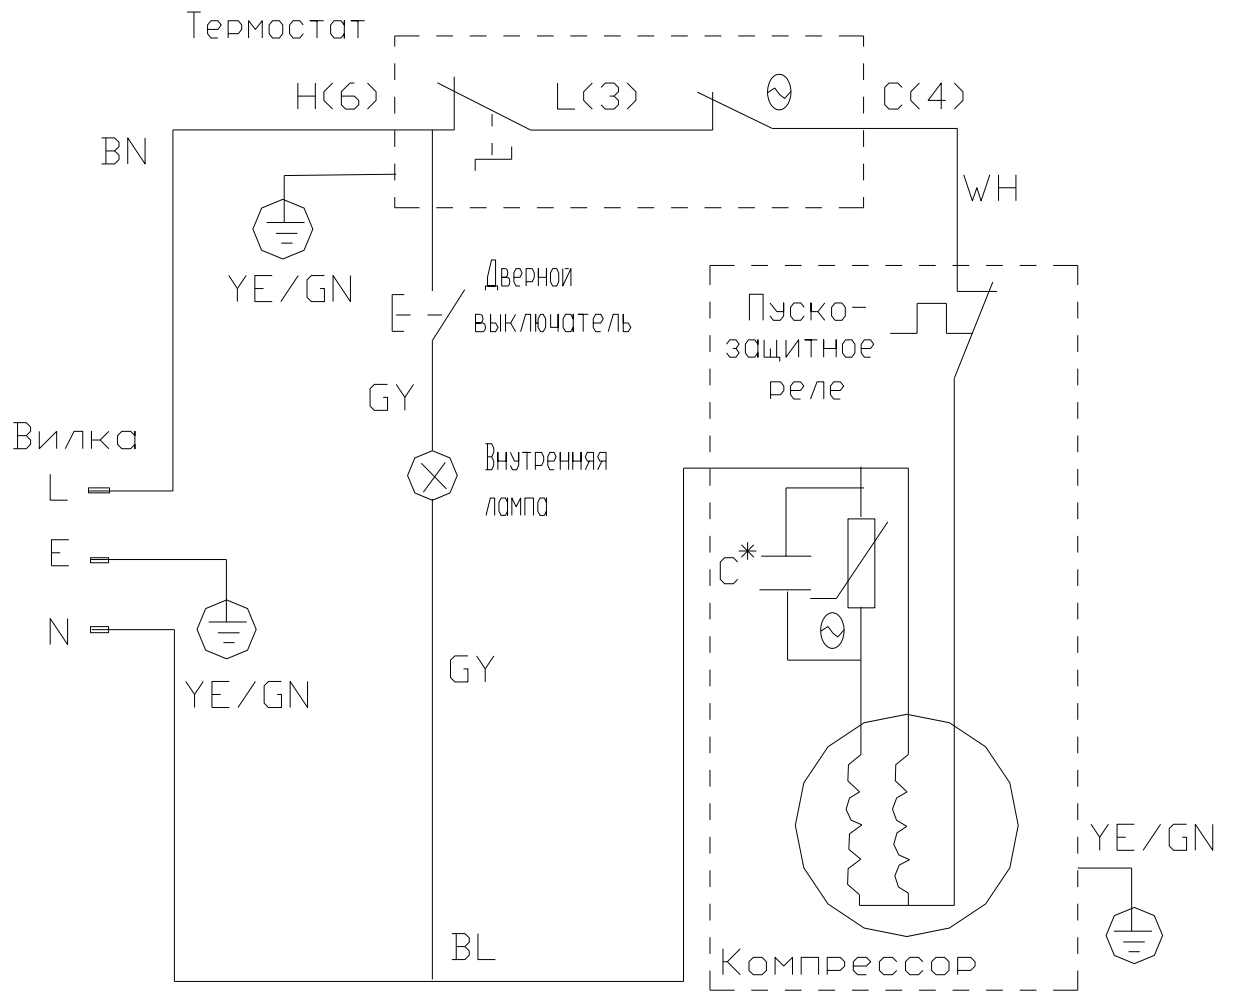 Термостат
H(6)
L(3)
C(4)
BN
WH
YE/GN
Дверной
выключатель
Пуско-
защитное
реле
GY
Вилка
L
Внутренняя
лампа
E
C*
N
GY
YE/GN
YE/GN
BL
Компрессор